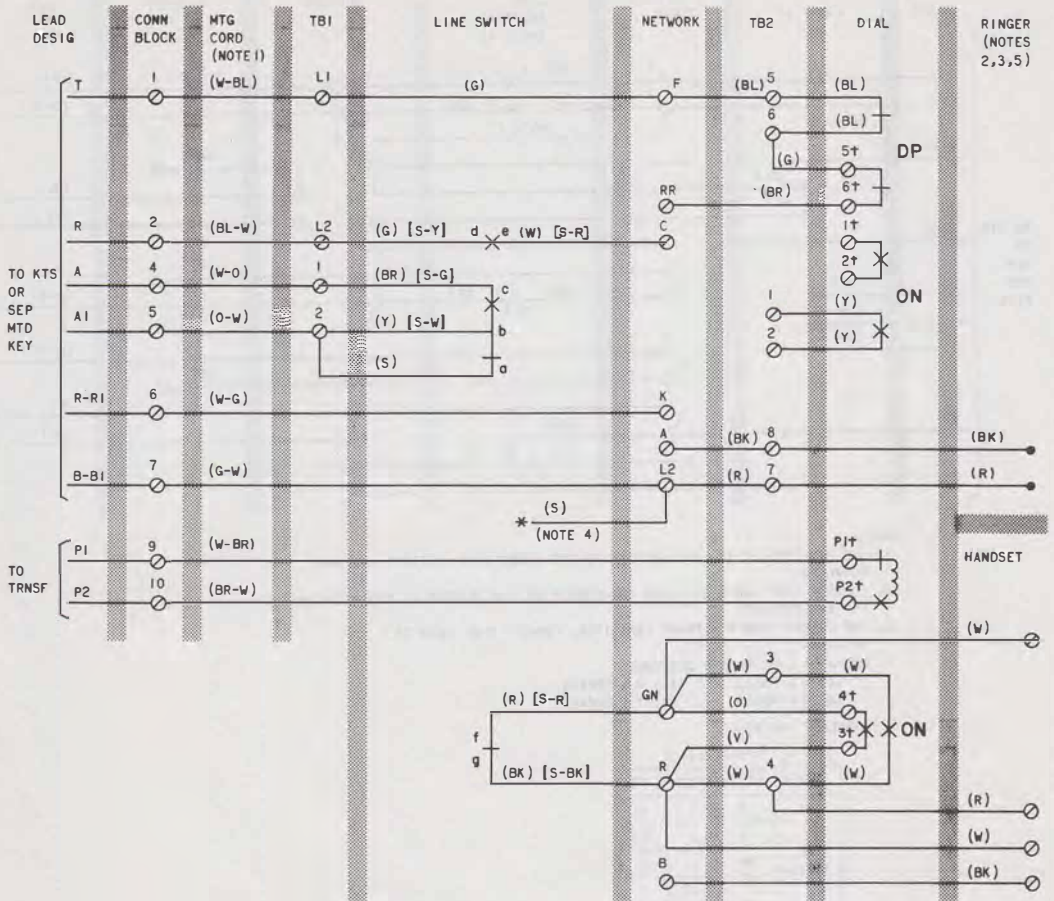 LEAD DESIG
CONN BLOCK
MTG CORD (NOTE 1)
TB1
LINE SWITCH
NETWORK
TB2
DIAL
RINGER (NOTES 2,3,5)
T 1 (W-BL) L1 (G) F (BL) 5 (BL)
6 (BL)
DP
(G) 5†
RR (BR) 6†
R 2 (BL-W) L2 (G) [S-Y] d e (W) [S-R] C 1†
TO KTS OR SEP MTD KEY
A 4 (W-O) 1 (BR) [S-G] c 2†
ON
1 (Y)
A1 5 (O-W) 2 (Y) [S-W] b 2 (Y)
(S) a
R-R1 6 (W-G) K
A (BK) 8 (BK)
B-B1 7 (G-W) L2 (R) 7 (R)
* (S)
(NOTE 4)
TO TRNSF
P1 9 (W-BR) P1†
HANDSET
P2 10 (BR-W) P2†
(W)
(W) 3 (W)
(R) [S-R] GN (O) 4†
f
ON
g
(V) 3†
(BK) [S-BK] R (W) 4 (W)
(R)
(W)
B (BK)